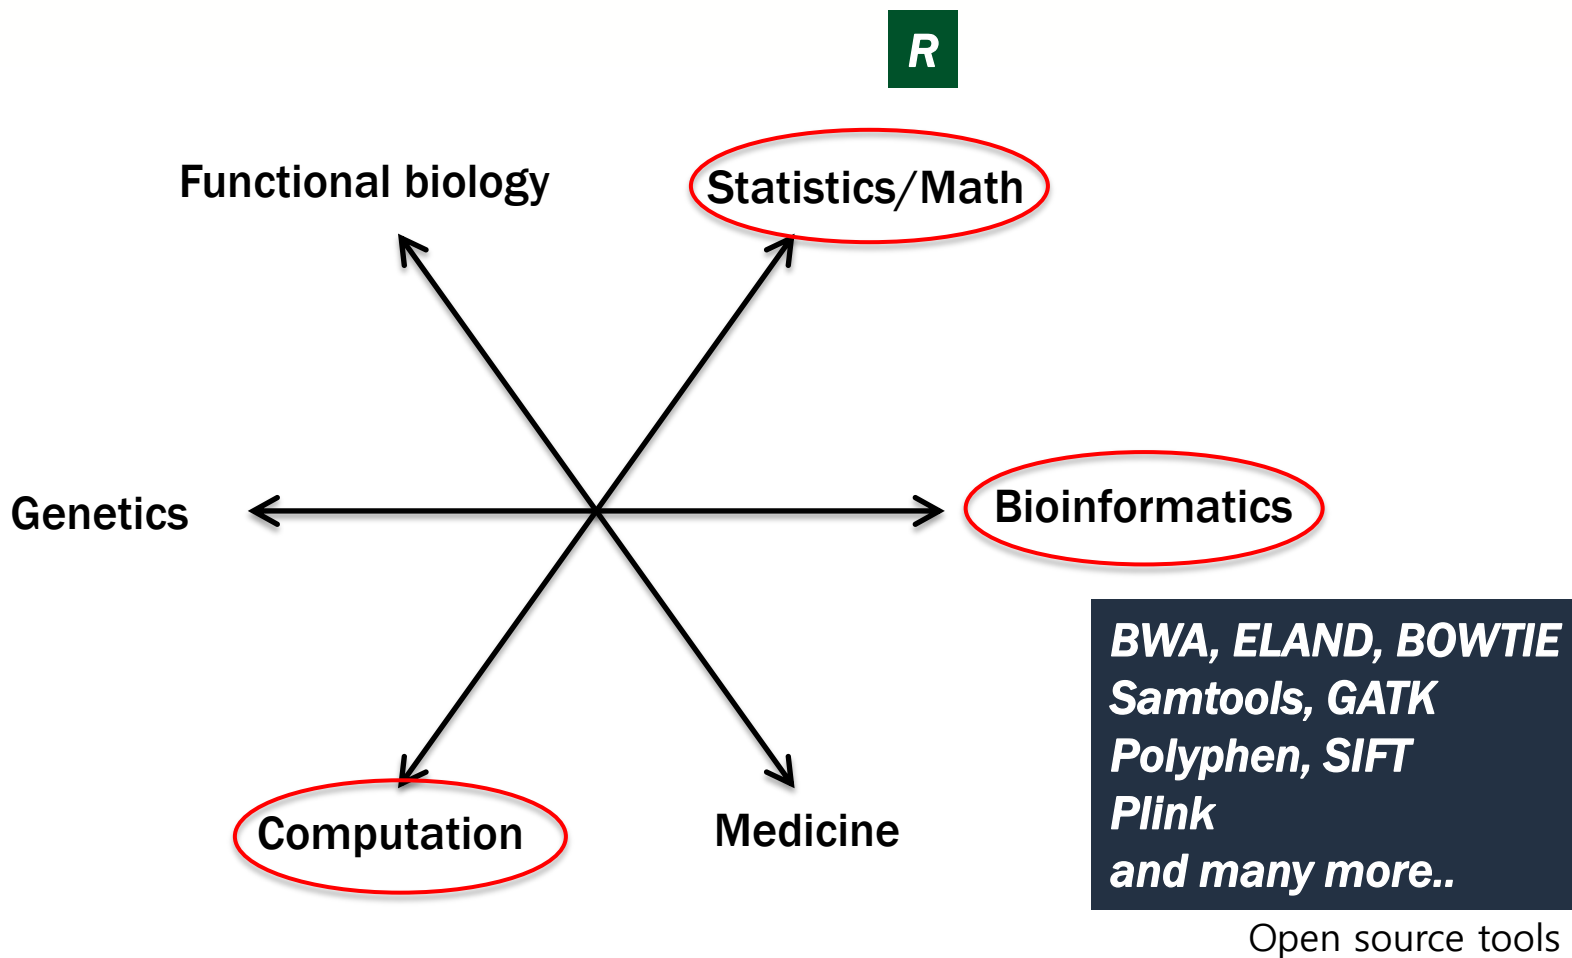 R
Functional biology
Statistics/Math
Genetics
Bioinformatics
BWA, ELAND, BOWTIE
Samtools, GATK
Polyphen, SIFT
Plink
and many more..
Computation
Medicine
Open source tools